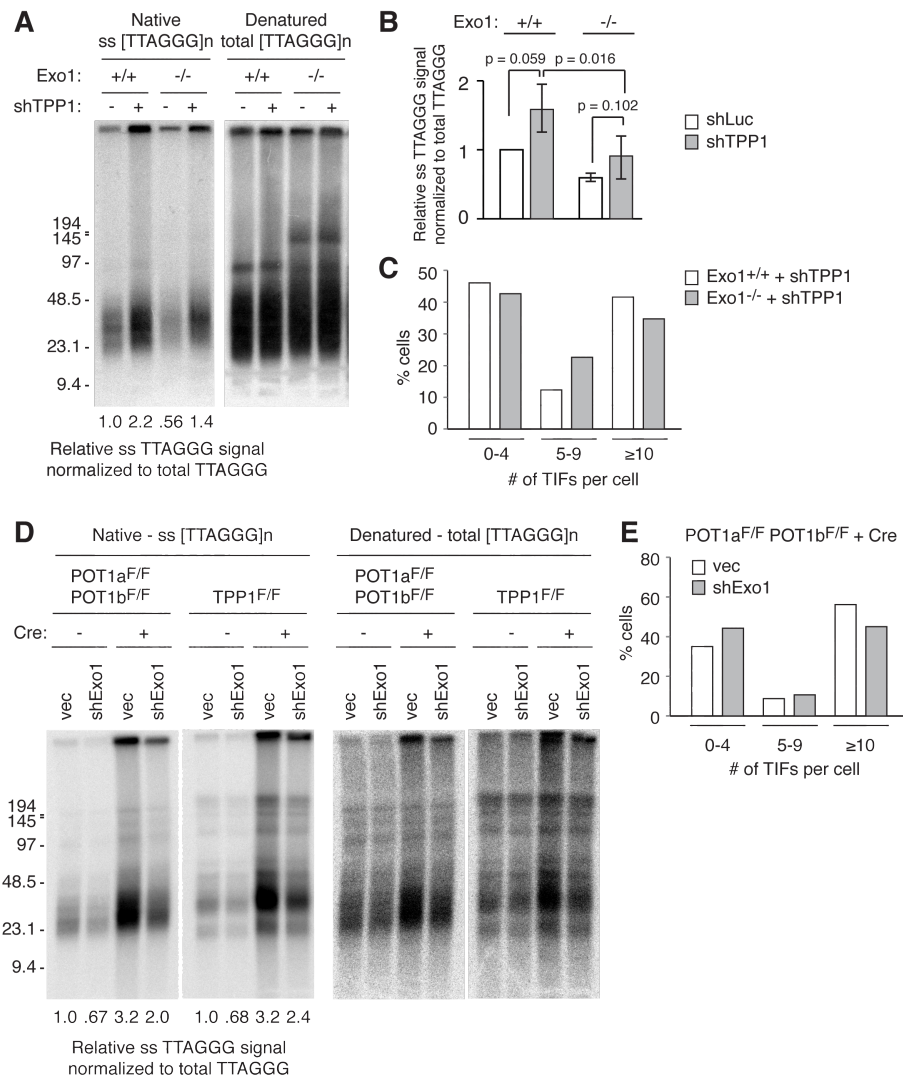 A
Native
ss [TTAGGG]n
Denatured
total [TTAGGG]n
Exo1: +/+ -/- +/+ -/-
shTPP1: - + - + - + - +
194
145
97
48.5
23.1
9.4
1.0 2.2 .56 1.4
Relative ss TTAGGG signal
normalized to total TTAGGG
B
Exo1: +/+ -/-
p = 0.059 p = 0.016
p = 0.102
Relative ss TTAGGG signal
normalized to total TTAGGG
2
1
0
shLuc
shTPP1
C
Exo1+/+ + shTPP1
Exo1-/- + shTPP1
% cells
50
40
30
20
10
0
0-4 5-9 ≥10
# of TIFs per cell
D
Native - ss [TTAGGG]n Denatured - total [TTAGGG]n
POT1aF/F
POT1bF/F TPP1F/F
POT1aF/F
POT1bF/F TPP1F/F
Cre: - + - + - + - +
vec shExo1 vec shExo1 vec shExo1 vec shExo1 vec shExo1 vec shExo1 vec shExo1 vec shExo1
194
145
97
48.5
23.1
9.4
1.0 .67 3.2 2.0 1.0 .68 3.2 2.4
Relative ss TTAGGG signal
normalized to total TTAGGG
E
POT1aF/F POT1bF/F + Cre
vec
shExo1
% cells
80
60
40
20
0
0-4 5-9 ≥10
# of TIFs per cell